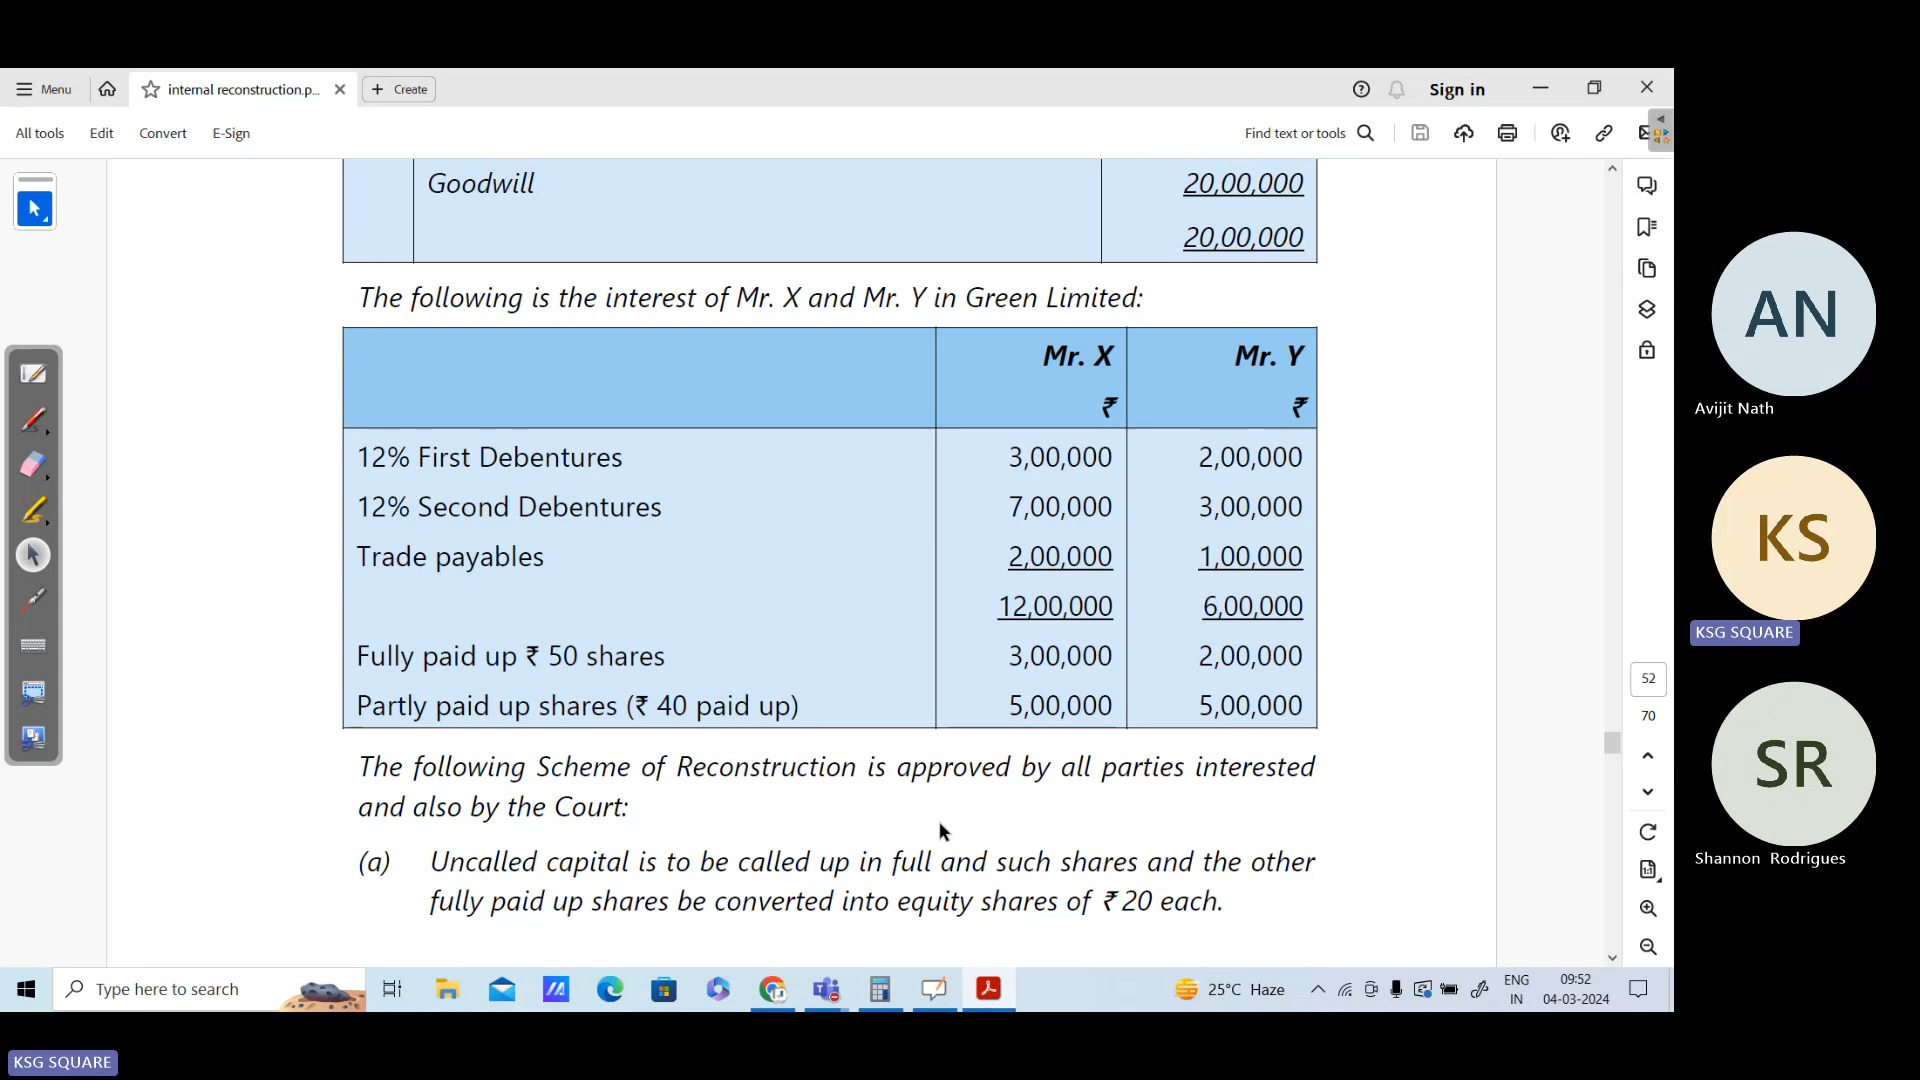 Menu
internal reconstruction.p...
Create
Sign in
All tools
Edit
Convert
E-Sign
Find text or tools
Goodwill 20,00,000
20,00,000
The following is the interest of Mr. X and Mr. Y in Green Limited:
Mr. X Mr. Y
₹ ₹
12% First Debentures 3,00,000 2,00,000
12% Second Debentures 7,00,000 3,00,000
Trade payables 2,00,000 1,00,000
12,00,000 6,00,000
Fully paid up ₹ 50 shares 3,00,000 2,00,000
Partly paid up shares (₹ 40 paid up) 5,00,000 5,00,000
The following Scheme of Reconstruction is approved by all parties interested
and also by the Court:
(a) Uncalled capital is to be called up in full and such shares and the other
fully paid up shares be converted into equity shares of ₹ 20 each.
52
70
1:1
AN
Avijit Nath
KS
KSG SQUARE
SR
Shannon Rodrigues
Type here to search
25°C Haze
ENG
IN
09:52
04-03-2024
KSG SQUARE